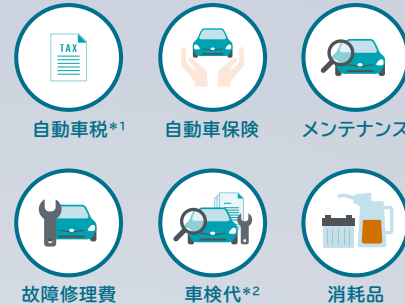 TAX
自動車税*1
自動車保険
メンテナンス
故障修理費
車検代*2
消耗品